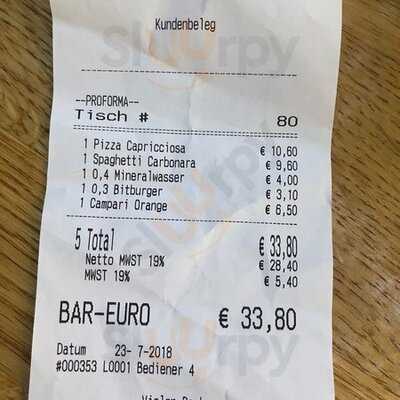 Kundenbeleg
--PROFORMA--
Tisch # 80
1 Pizza Capricciosa € 10,60
1 Spaghetti Carbonara € 9,60
1 0,4 Mineralwasser € 4,00
1 0,3 Bitburger € 3,10
1 Campari Orange € 6,50
5 Total € 33,80
Netto MWST 19% € 28,40
MWST 19% € 5,40
BAR-EURO € 33,80
Datum 23- 7-2018
#000353 L0001 Bediener 4